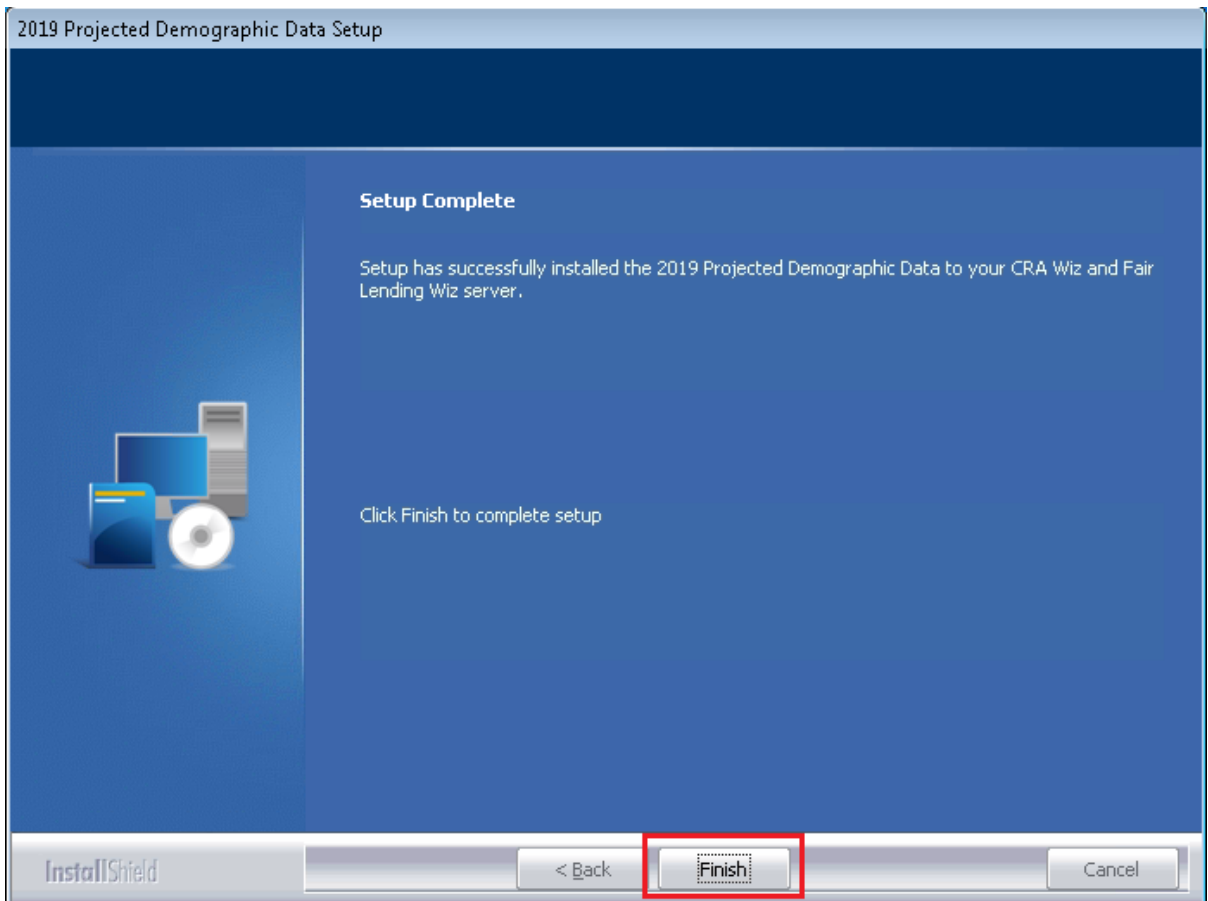 2019 Projected Demographic Data Setup
Setup Complete
Setup has successfully installed the 2019 Projected Demographic Data to your CRA Wiz and Fair
Lending Wiz server.
Click Finish to complete setup
InstallShield
< Back
Finish
Cancel